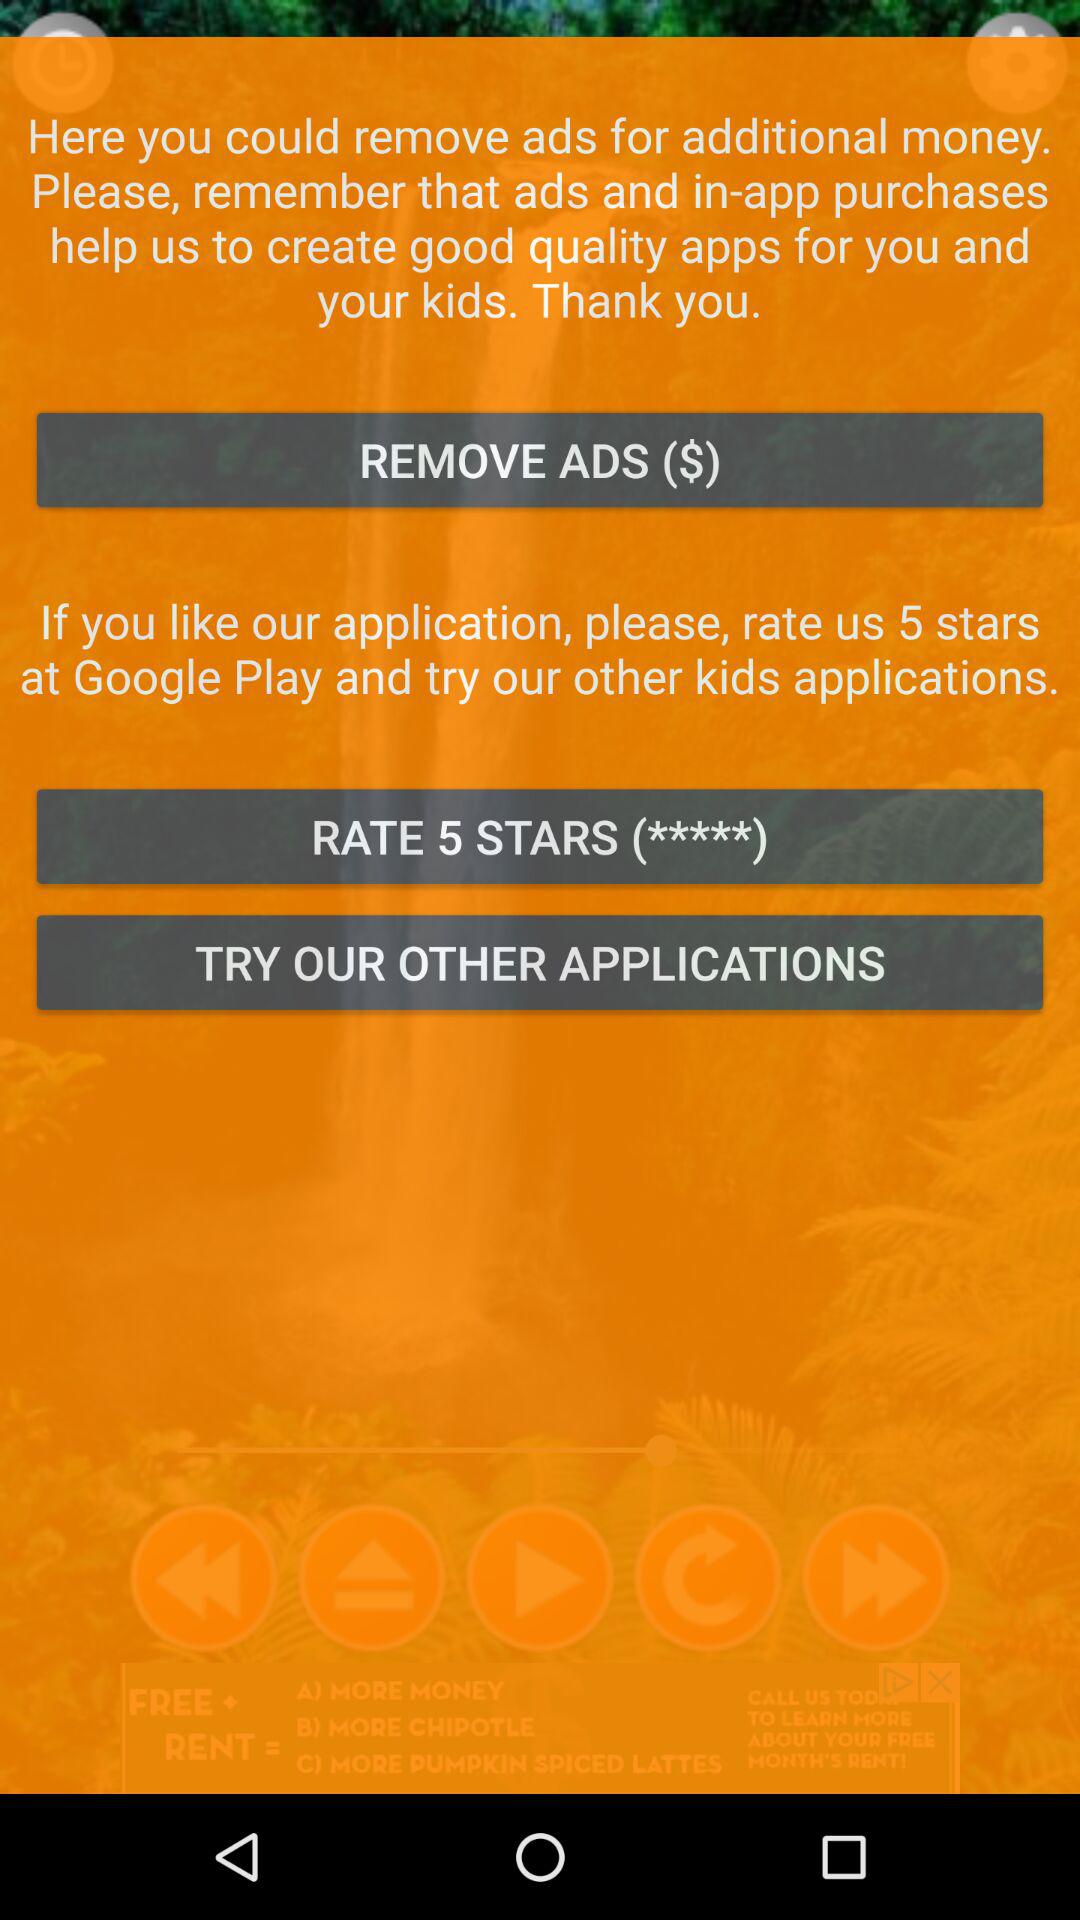 Here you could remove ads for additional money.
Please, remember that ads and in-app purchases
help us to create good quality apps for you and
your kids. Thank you.
REMOVE ADS ($)
If you like our application, please, rate us 5 stars
at Google Play and try our other kids applications.
RATE 5 STARS (*****)
TRY OUR OTHER APPLICATIONS
FREE +
RENT =
A) MORE MONEY
B) MORE CHIPOTLE
C) MORE PUMPKIN SPICED LATTES
CALL US
TO LEARN MORE
ABOUT YOUR FREE
MONTH'S RENT!